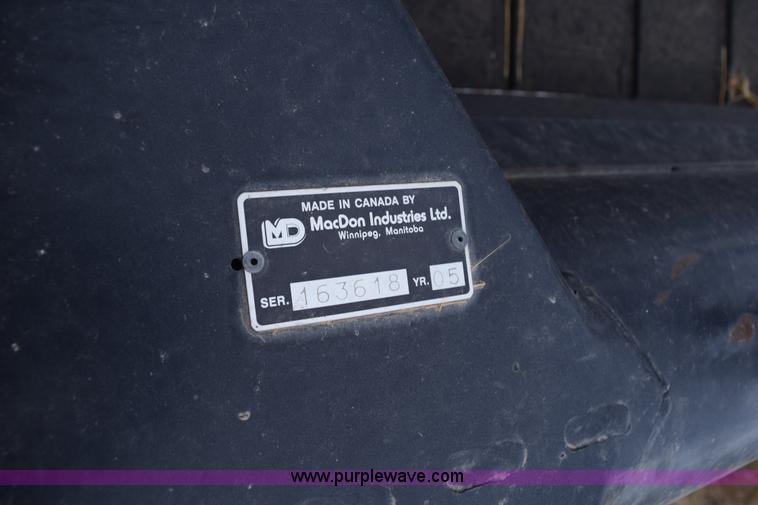 MADE IN CANADA BY
MD MacDon Industries Ltd.
Winnipeg, Manitoba
SER. 163618 YR. 05
www.purplewave.com